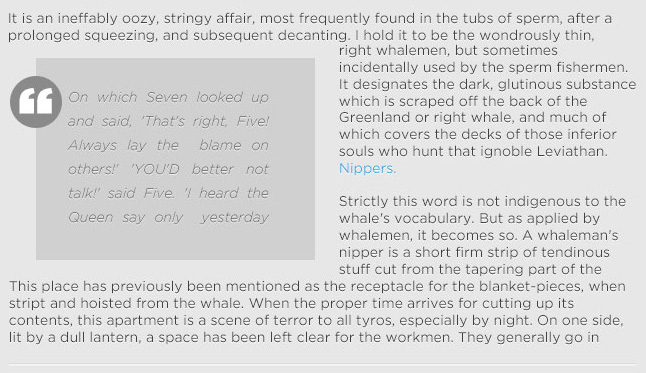 It is an ineffably oozy, stringy affair, most frequently found in the tubs of sperm, after a
prolonged squeezing, and subsequent decanting. I hold it to be the wondrously thin,
right whalemen, but sometimes
incidentally used by the sperm fishermen.
It designates the dark, glutinous substance
which is scraped off the back of the
Greenland or right whale, and much of
which covers the decks of those inferior
souls who hunt that ignoble Leviathan.
Nippers.
“
On which Seven looked up
and said, 'That's right, Five!
Always lay the blame on
others!' 'YOU'D better not
talk!' said Five. 'I heard the
Queen say only yesterday
Strictly this word is not indigenous to the
whale's vocabulary. But as applied by
whalemen, it becomes so. A whaleman's
nipper is a short firm strip of tendinous
stuff cut from the tapering part of the
This place has previously been mentioned as the receptacle for the blanket-pieces, when
stript and hoisted from the whale. When the proper time arrives for cutting up its
contents, this apartment is a scene of terror to all tyros, especially by night. On one side,
lit by a dull lantern, a space has been left clear for the workmen. They generally go in